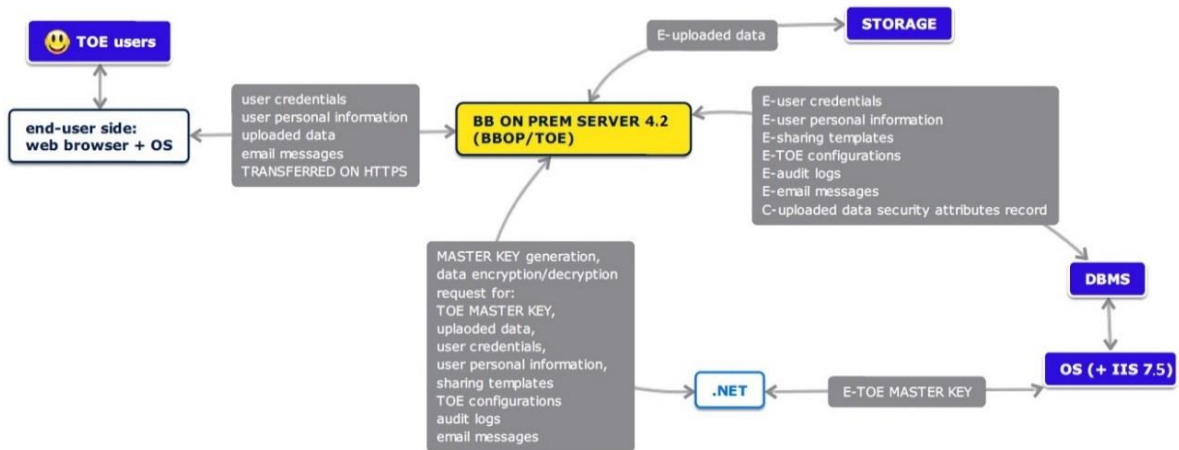 TOE users
STORAGE
E-uploaded data
end-user side:
web browser + OS
user credentials
user personal information
uploaded data
email messages
TRANSFERRED ON HTTPS
BB ON PREM SERVER 4.2
(BBOP/TOE)
E-user credentials
E-user personal information
E-sharing templates
E-TOE configurations
E-audit logs
E-email messages
C-uploaded data security attributes record
MASTER KEY generation,
data encryption/decryption
request for:
TOE MASTER KEY,
uplaoded data,
user credentials,
user personal information,
sharing templates
TOE configurations
audit logs
email messages
DBMS
.NET
E-TOE MASTER KEY
OS (+ IIS 7.5)